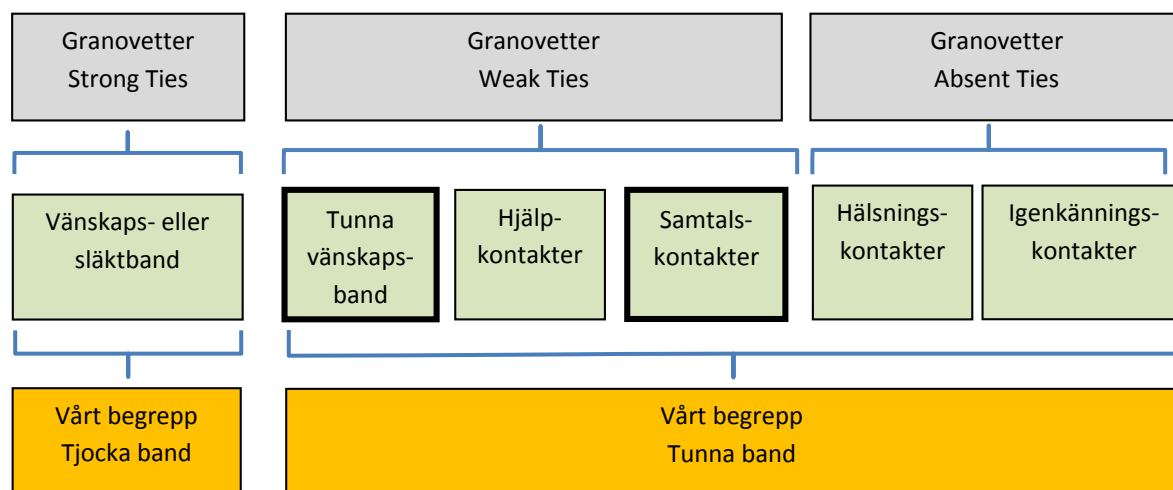 Granovetter
Strong Ties
Granovetter
Weak Ties
Granovetter
Absent Ties
Vänskaps- eller
släktband
Tunna
vänskaps-
band
Hjälp-
kontakter
Samtals-
kontakter
Hälsnings-
kontakter
Igenkännings-
kontakter
Vårt begrepp
Tjocka band
Vårt begrepp
Tunna band